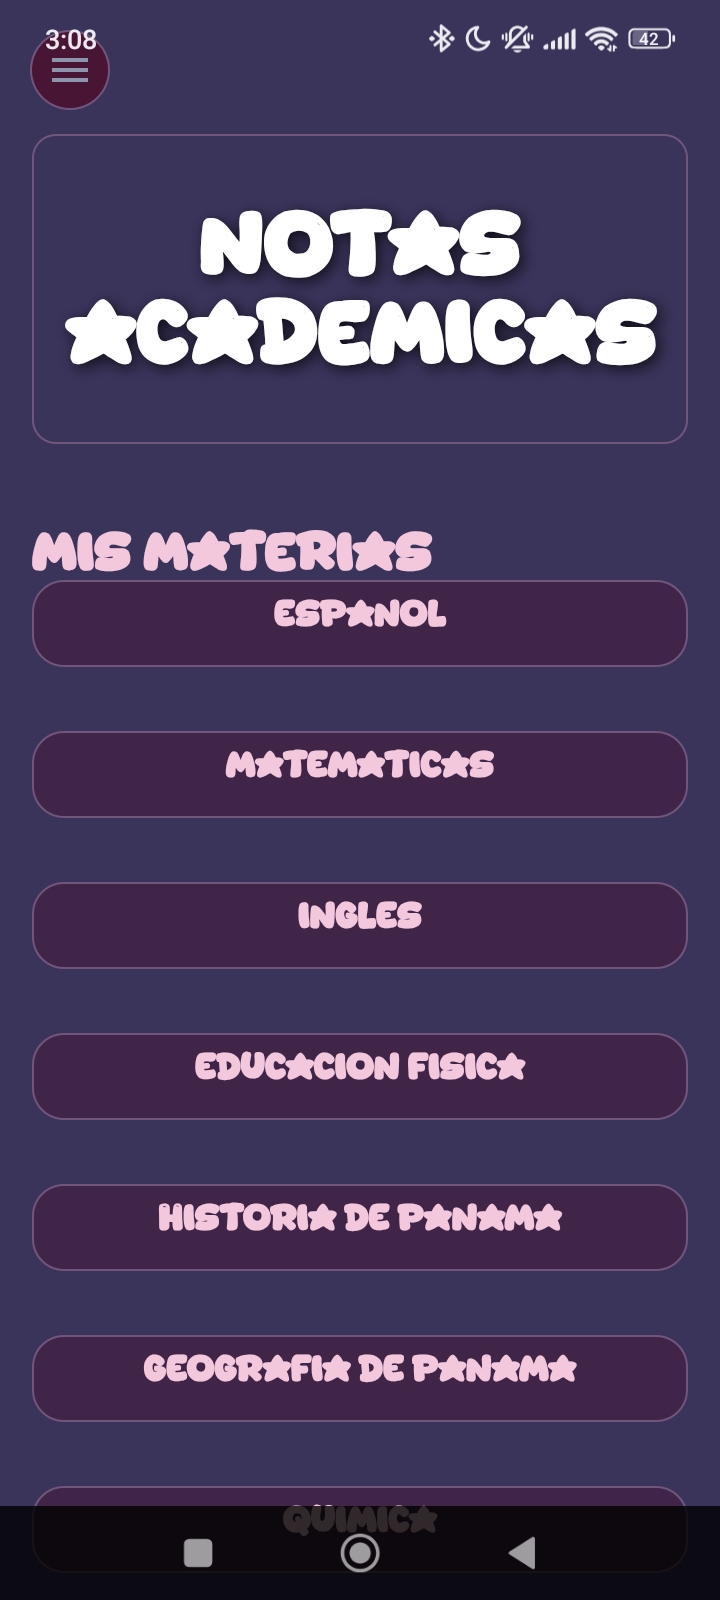 3:08
42
NOTAS
ACADEMICAS
MIS MATERIAS
ESPANOL
MATEMATICAS
INGLES
EDUCACION FISICA
HISTORIA DE PANAMA
GEOGRAFIA DE PANAMA
QUIMICA